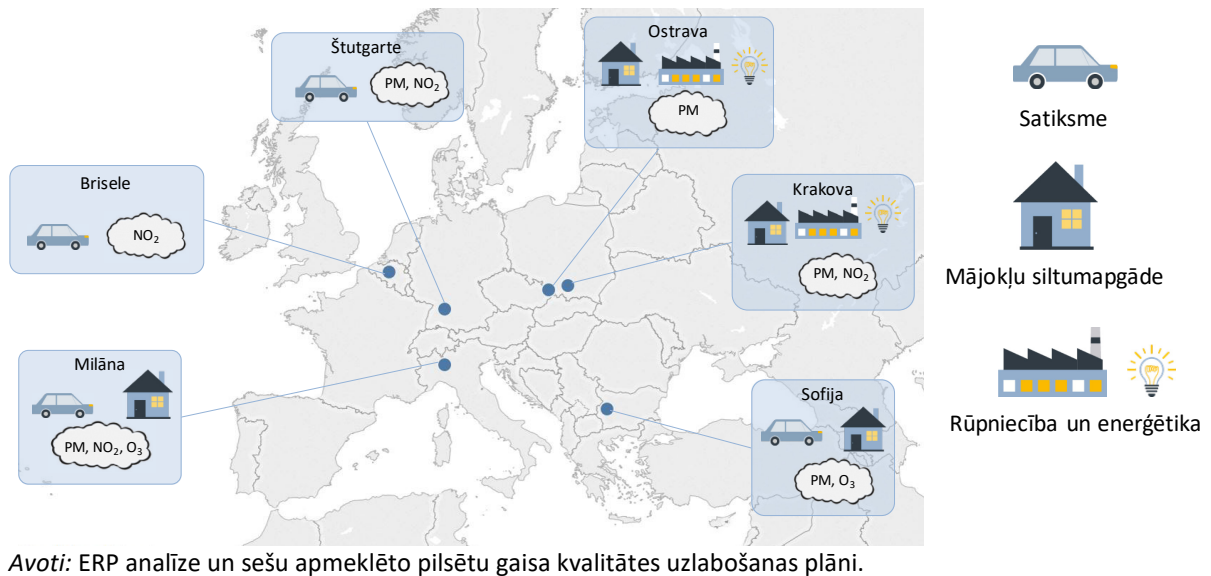 Štutgarte
PM, NO₂
Ostrava
PM
Satiksme
Brisele
NO₂
Krakova
PM, NO₂
Mājokļu siltumapgāde
Milāna
PM, NO₂, O₃
Sofija
PM, O₃
Rūpniecība un enerģētika
Avoti: ERP analīze un sešu apmeklēto pilsētu gaisa kvalitātes uzlabošanas plāni.